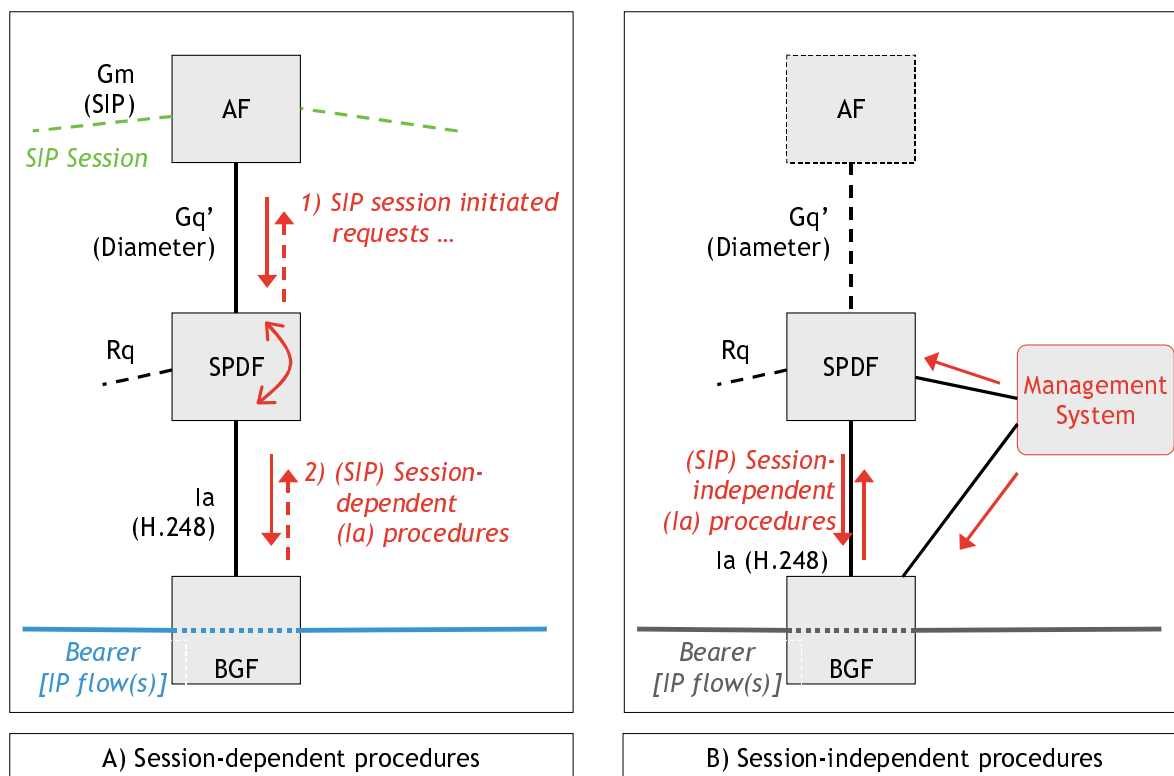 Gm
(SIP)
AF
SIP Session
Gq’
(Diameter)
1) SIP session initiated
requests …
Rq
SPDF
Ia
(H.248)
2) (SIP) Session-
dependent
(Ia) procedures
Bearer
[IP flow(s)]
BGF
A) Session-dependent procedures
AF
Gq’
(Diameter)
Rq
SPDF
Management
System
(SIP) Session-
independent
(Ia) procedures
Ia (H.248)
Bearer
[IP flow(s)]
BGF
B) Session-independent procedures